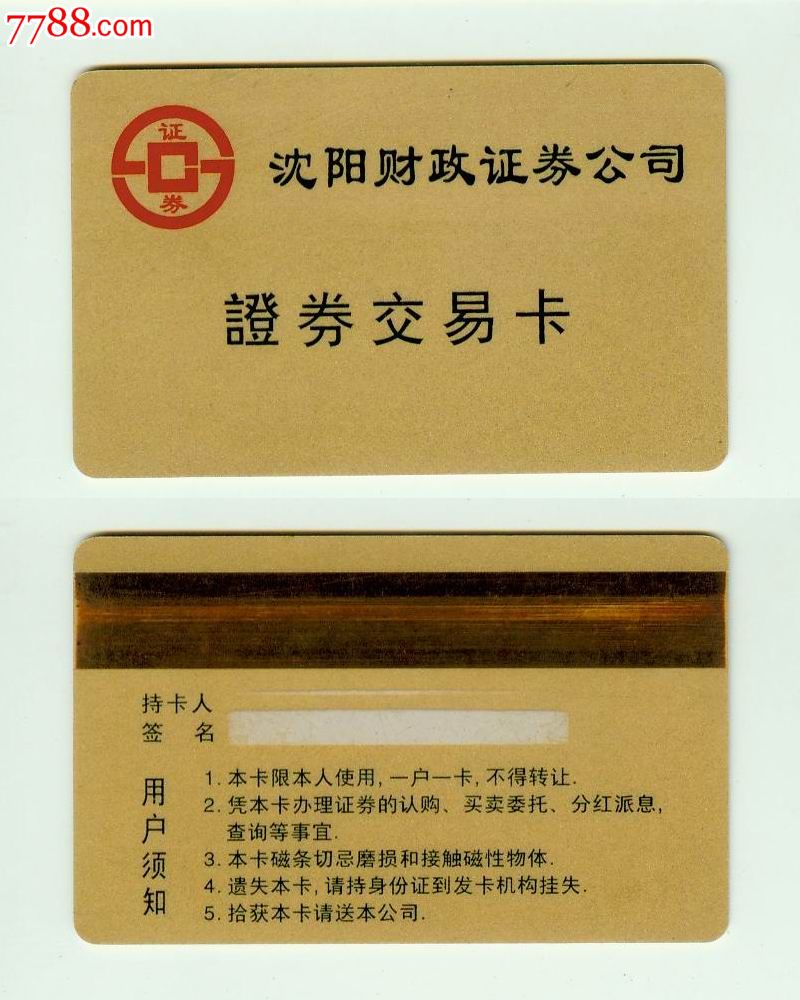 7788.com
证
券
沈阳财政证券公司
證券交易卡
持卡人
签 名
用户须知
1. 本卡限本人使用, 一户一卡, 不得转让.
2. 凭本卡办理证券的认购、买卖委托、分红派息,
查询等事宜.
3. 本卡磁条切忌磨损和接触磁性物体.
4. 遗失本卡, 请持身份证到发卡机构挂失.
5. 拾获本卡请送本公司.